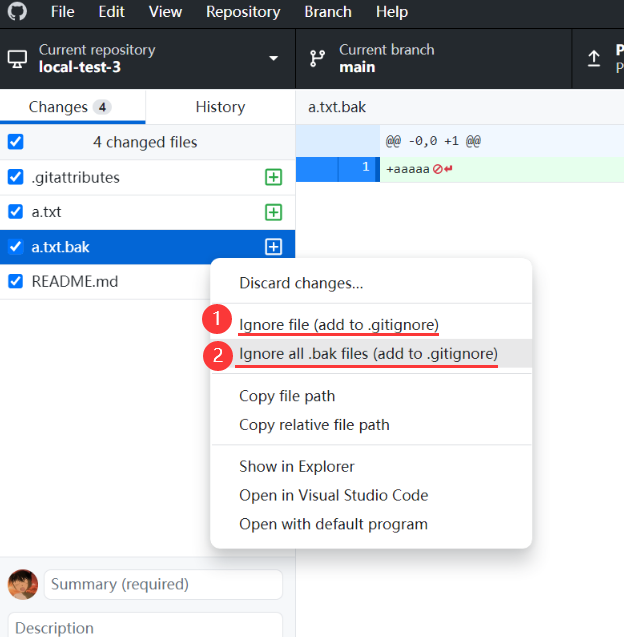 File Edit View Repository Branch Help
Current repository
local-test-3
Current branch
main
P
P
Changes 4
History
a.txt.bak
4 changed files
@@ -0,0 +1 @@
1 +aaaaa
.gitattributes
a.txt
a.txt.bak
README.md
Discard changes...
1 Ignore file (add to .gitignore)
2 Ignore all .bak files (add to .gitignore)
Copy file path
Copy relative file path
Show in Explorer
Open in Visual Studio Code
Open with default program
Summary (required)
Description